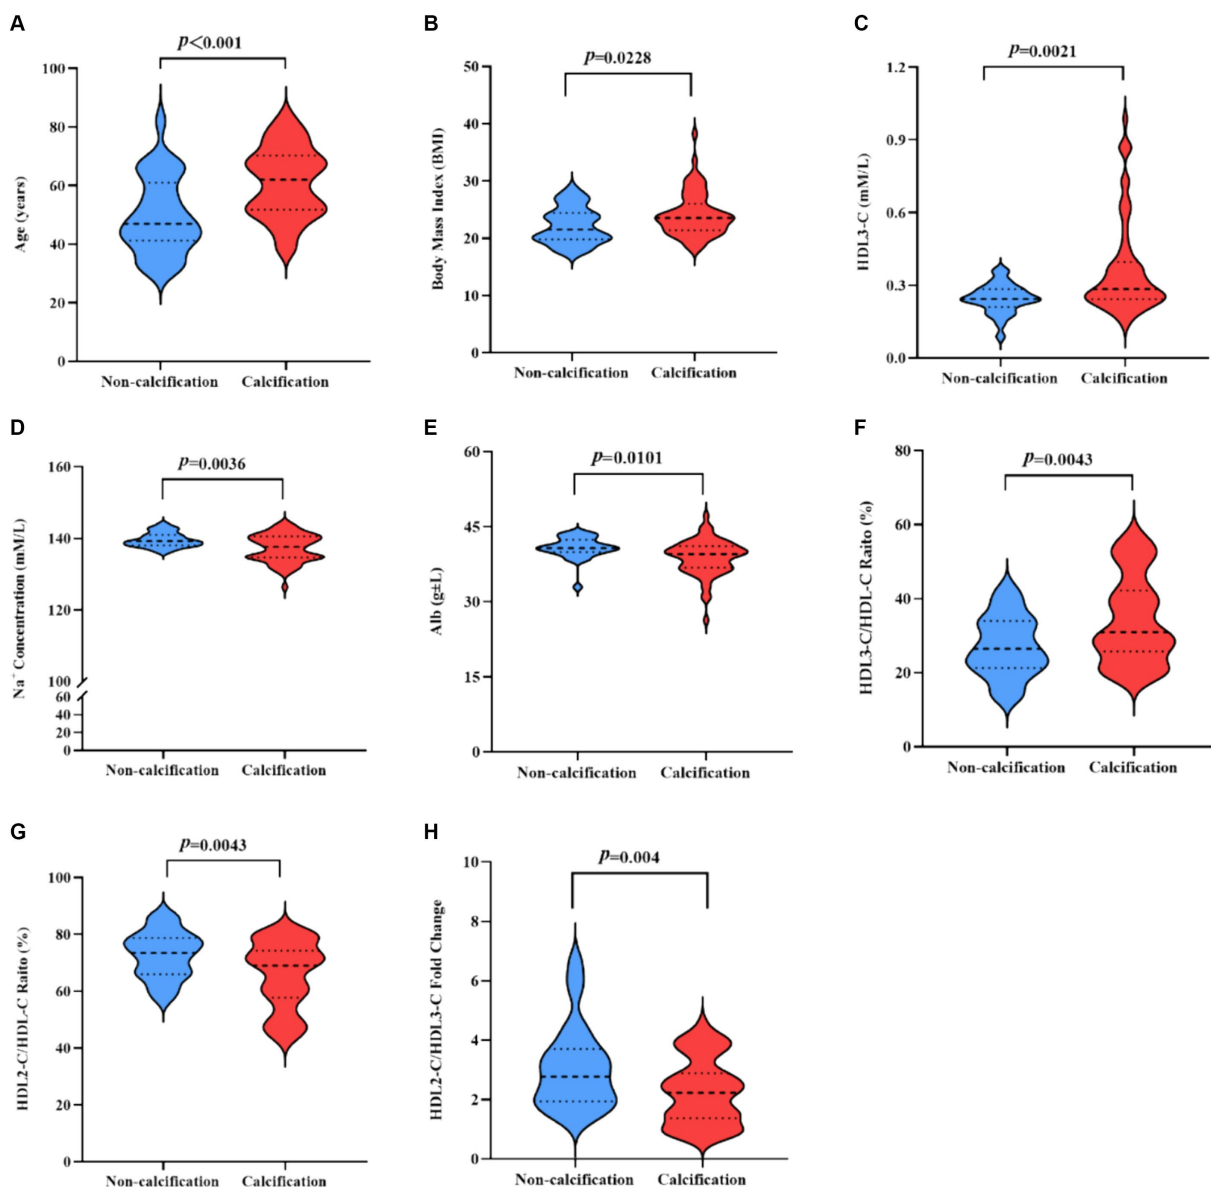 A
p<0.001
Age (years)
100
80
60
40
20
0
Non-calcification
Calcification
B
p=0.0228
Body Mass Index (BMI)
50
40
30
20
10
0
Non-calcification
Calcification
C
p=0.0021
HDL3-C (mM/L)
1.2
0.9
0.6
0.3
0.0
Non-calcification
Calcification
D
p=0.0036
Na⁺ Concentration (mM/L)
160
140
120
100
60
40
20
0
Non-calcification
Calcification
E
p=0.0101
Alb (g±L)
60
45
30
15
0
Non-calcification
Calcification
F
p=0.0043
HDL3-C/HDL-C Raito (%)
80
60
40
20
0
Non-calcification
Calcification
G
p=0.0043
HDL2-C/HDL-C Raito (%)
100
80
60
40
20
0
Non-calcification
Calcification
H
p=0.004
HDL2-C/HDL3-C Fold Change
10
8
6
4
2
0
Non-calcification
Calcification